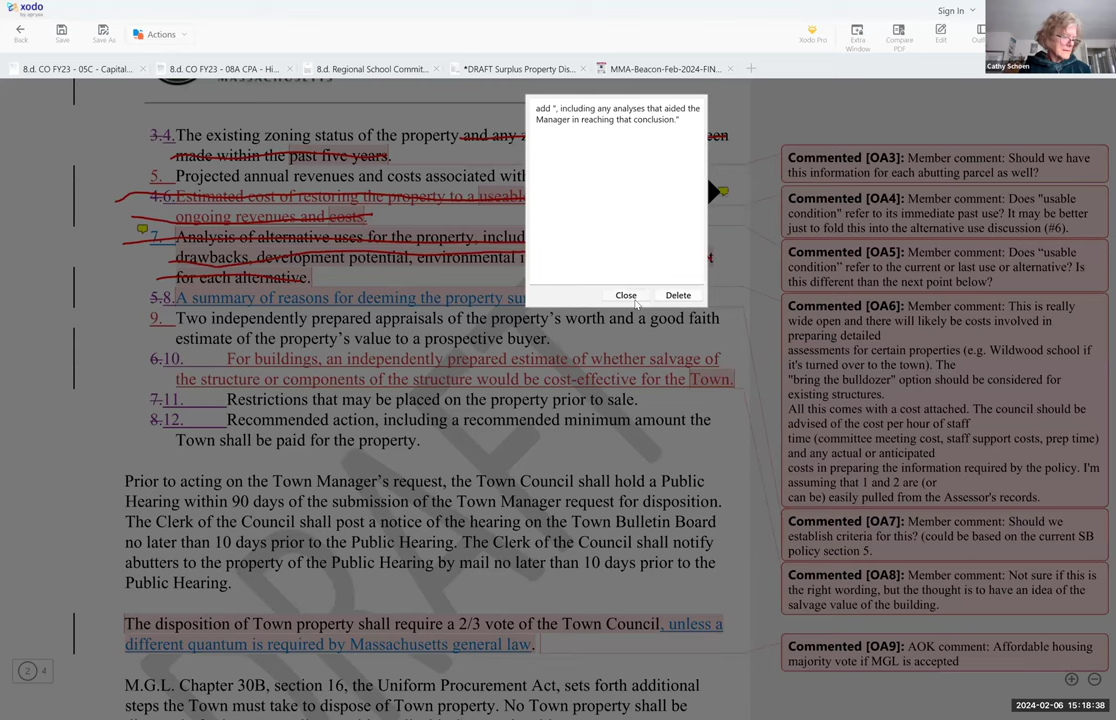 xodo
by apryse
Sign In
Back
Save
Save As
Actions
Xodo Pro
Extra
Window
Compare
PDF
Edit
Cathy Schoen
8.d. CO FY23 - 05C - Capital...
8.d. CO FY23 - 08A CPA - Hi...
8.d. Regional School Commit...
*DRAFT Surplus Property Dis...
MMA-Beacon-Feb-2024-FIN...
MASSACHUSETTS
3.4. The existing zoning status of the property and any
made within the past five years.
5. Projected annual revenues and costs associated with
4.6. Estimated cost of restoring the property to a useable
ongoing revenues and costs.
7. Analysis of alternative uses for the property, includ
drawbacks, development potential, environmental i
for each alternative.
5.8. A summary of reasons for deeming the property su
9. Two independently prepared appraisals of the property's worth and a good faith
estimate of the property's value to a prospective buyer.
6.10. For buildings, an independently prepared estimate of whether salvage of
the structure or components of the structure would be cost-effective for the Town.
7.11. Restrictions that may be placed on the property prior to sale.
8.12. Recommended action, including a recommended minimum amount the
Town shall be paid for the property.
Prior to acting on the Town Manager's request, the Town Council shall hold a Public
Hearing within 90 days of the submission of the Town Manager request for disposition.
The Clerk of the Council shall post a notice of the hearing on the Town Bulletin Board
no later than 10 days prior to the Public Hearing. The Clerk of the Council shall notify
abutters to the property of the Public Hearing by mail no later than 10 days prior to the
Public Hearing.
The disposition of Town property shall require a 2/3 vote of the Town Council, unless a
different quantum is required by Massachusetts general law.
M.G.L. Chapter 30B, section 16, the Uniform Procurement Act, sets forth additional
steps the Town must take to dispose of Town property. No Town property shall be
add ", including any analyses that aided the
Manager in reaching that conclusion."
Close
Delete
Commented [OA3]: Member comment: Should we have
this information for each abutting parcel as well?
Commented [OA4]: Member comment: Does "usable
condition" refer to its immediate past use? It may be better
just to fold this into the alternative use discussion (#6).
Commented [OA5]: Member comment: Does "usable
condition" refer to the current or last use or alternative? Is
this different than the next point below?
Commented [OA6]: Member comment: This is really
wide open and there will likely be costs involved in
preparing detailed
assessments for certain properties (e.g. Wildwood school if
it's turned over to the town). The
"bring the bulldozer" option should be considered for
existing structures.
All this comes with a cost attached. The council should be
advised of the cost per hour of staff
time (committee meeting cost, staff support costs, prep time)
and any actual or anticipated
costs in preparing the information required by the policy. I'm
assuming that 1 and 2 are (or
can be) easily pulled from the Assessor's records.
Commented [OA7]: Member comment: Should we
establish criteria for this? (could be based on the current SB
policy section 5.
Commented [OA8]: Member comment: Not sure if this is
the right wording, but the thought is to have an idea of the
salvage value of the building.
Commented [OA9]: AOK comment: Affordable housing
majority vote if MGL is accepted
2 4
DRAFT
2024-02-06 15:18:38